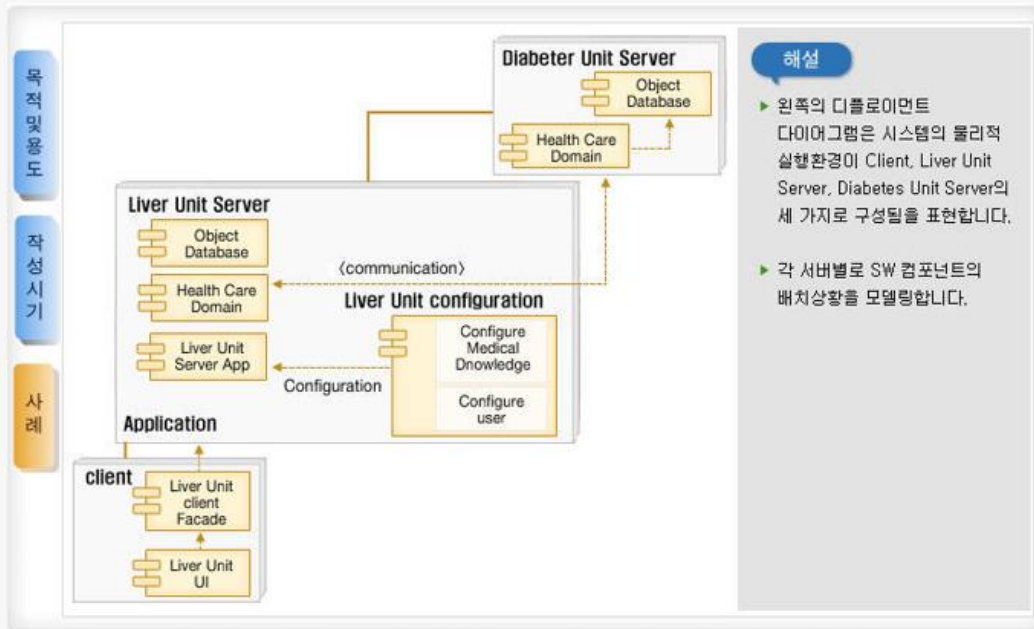 목적및용도
작성시기
사례
Diabeter Unit Server
Object
Database
Health Care
Domain
Liver Unit Server
Object
Database
〈communication〉
Health Care
Domain
Liver Unit configuration
Configure
Medical
Dnowledge
Liver Unit
Server App
Configuration
Configure
user
Application
client
Liver Unit
client
Facade
Liver Unit
UI
해설
왼쪽의 디플로이먼트
다이어그램은 시스템의 물리적
실행환경이 Client, Liver Unit
Server, Diabetes Unit Server의
세 가지로 구성됨을 표현합니다.
각 서버별로 SW 컴포넌트의
배치상황을 모델링합니다.